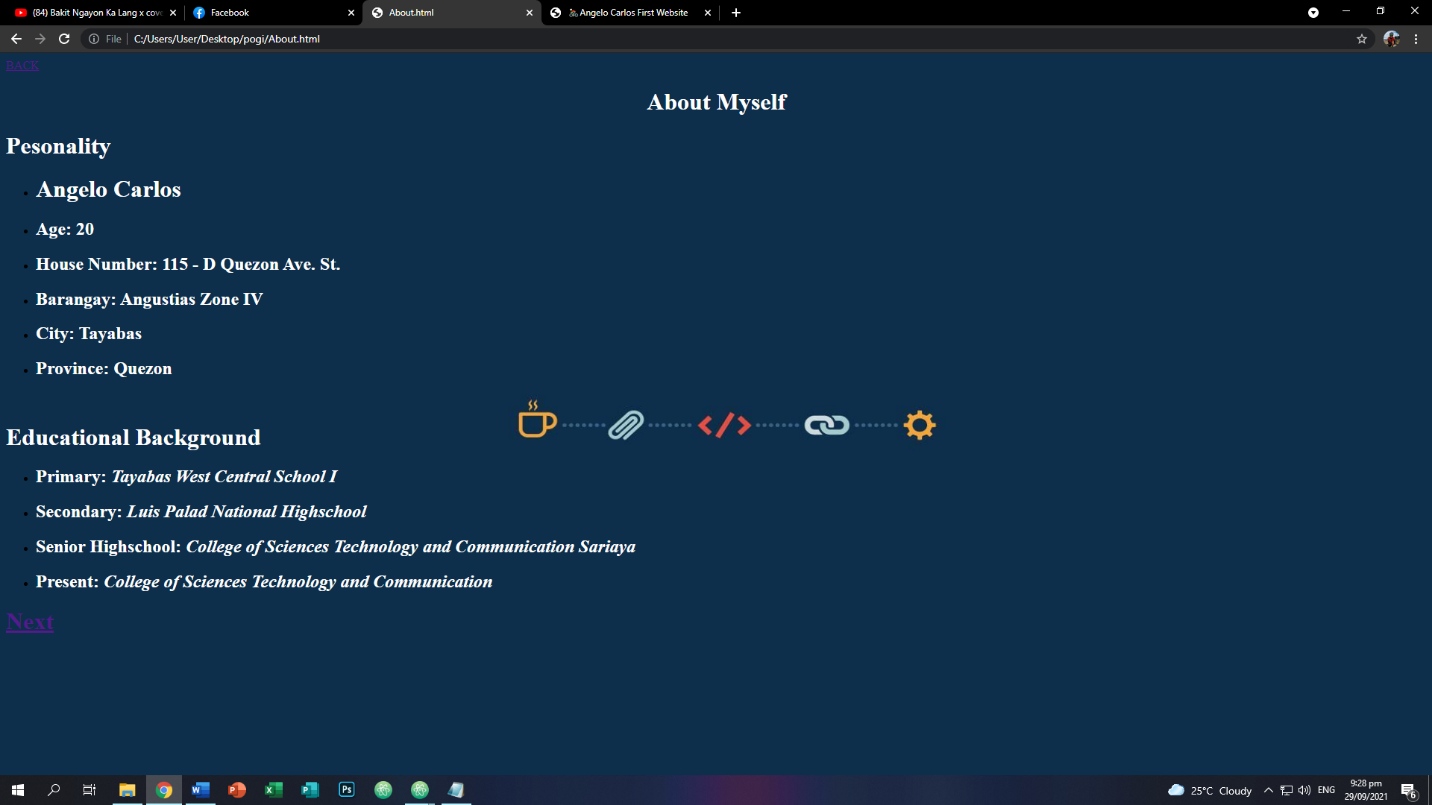 (84) Bakit Ngayon Ka Lang x cove
Facebook
About.html
Angelo Carlos First Website
File
C:/Users/User/Desktop/pogi/About.html
BACK
About Myself
Pesonality
Angelo Carlos
Age: 20
House Number: 115 - D Quezon Ave. St.
Barangay: Angustias Zone IV
City: Tayabas
Province: Quezon
Educational Background
Primary: Tayabas West Central School I
Secondary: Luis Palad National Highschool
Senior Highschool: College of Sciences Technology and Communication Sariaya
Present: College of Sciences Technology and Communication
Next
25°C Cloudy
ENG
9:28 pm
29/09/2021
6